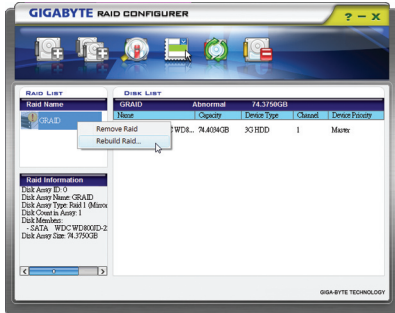 GIGABYTE RAID CONFIGURER
? – X
RAID LIST
Raid Name
GRAID
Remove Raid
Rebuild Raid...
DISK LIST
GRAID Abnormal 74.3750GB
Name Capacity Device Type Channel Device Priority
WD8... 74.4034GB 3G HDD 1 Master
Raid Information
Disk Array ID: 0
Disk Array Name: GRAID
Disk Array Type: Raid 1 (Mirror
Disk Count in Array: 1
Disk Members:
- SATA WDC WD800JD-2
Disk Array Size: 74.3750GB
GIGA-BYTE TECHNOLOGY